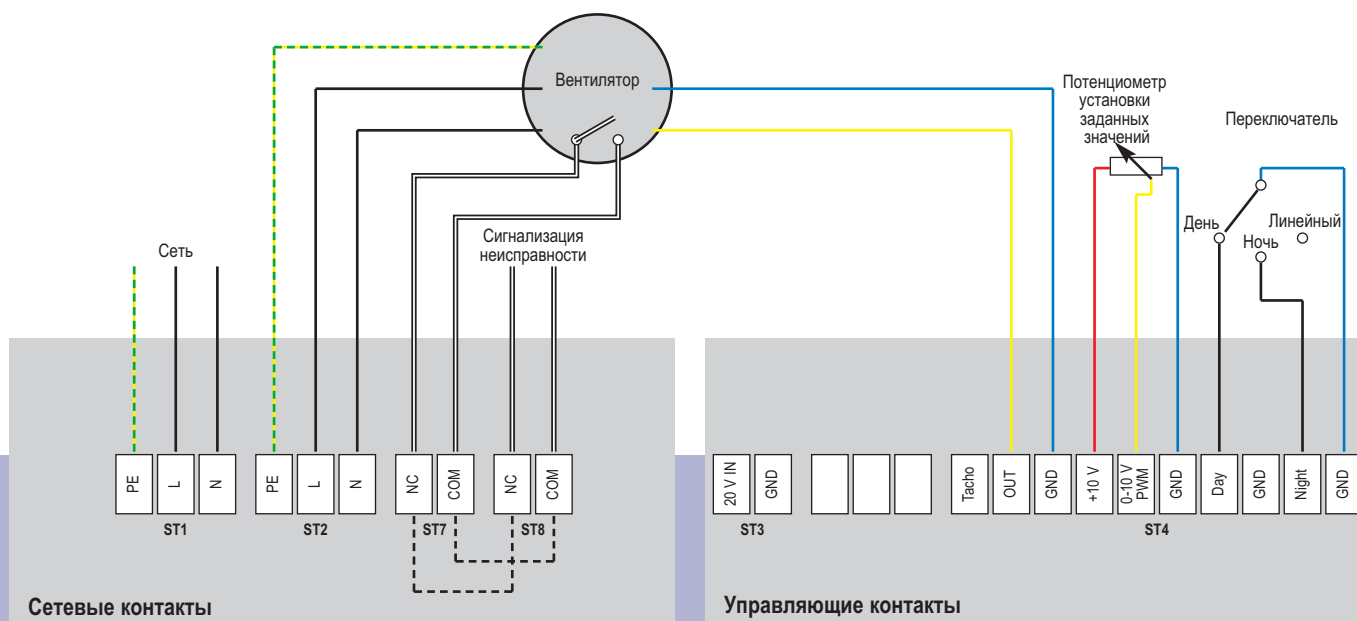 Вентилятор
Потенциометр
установки
заданных
значений
Переключатель
День
Линейный
Ночь
Сеть
Сигнализация
неисправности
PE
L
N
PE
L
N
NC
COM
NC
COM
20 V IN
GND
Tacho
OUT
GND
+10 V
0-10 V
PWM
GND
Day
GND
Night
GND
ST1
ST2
ST7
ST8
ST3
ST4
Сетевые контакты
Управляющие контакты